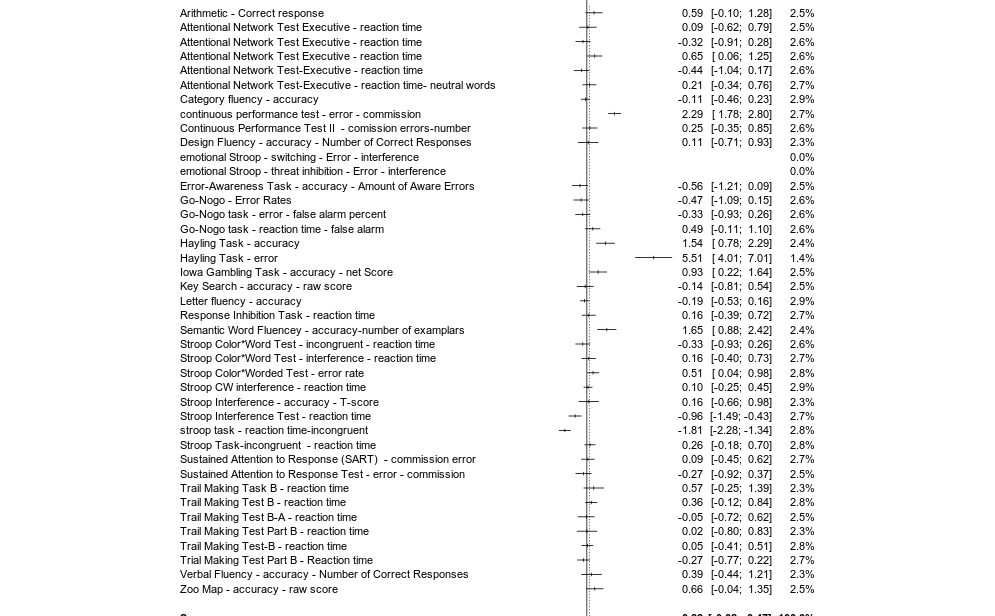 Arithmetic - Correct response 0.59 [-0.10; 1.28] 2.5%
Attentional Network Test Executive - reaction time 0.09 [-0.62; 0.79] 2.5%
Attentional Network Test Executive - reaction time -0.32 [-0.91; 0.28] 2.6%
Attentional Network Test Executive - reaction time 0.65 [ 0.06; 1.25] 2.6%
Attentional Network Test-Executive - reaction time -0.44 [-1.04; 0.17] 2.6%
Attentional Network Test-Executive - reaction time- neutral words 0.21 [-0.34; 0.76] 2.7%
Category fluency - accuracy -0.11 [-0.46; 0.23] 2.9%
continuous performance test - error - commission 2.29 [ 1.78; 2.80] 2.7%
Continuous Performance Test II - comission errors-number 0.25 [-0.35; 0.85] 2.6%
Design Fluency - accuracy - Number of Correct Responses 0.11 [-0.71; 0.93] 2.3%
emotional Stroop - switching - Error - interference 0.0%
emotional Stroop - threat inhibition - Error - interference 0.0%
Error-Awareness Task - accuracy - Amount of Aware Errors -0.56 [-1.21; 0.09] 2.5%
Go-Nogo - Error Rates -0.47 [-1.09; 0.15] 2.6%
Go-Nogo task - error - false alarm percent -0.33 [-0.93; 0.26] 2.6%
Go-Nogo task - reaction time - false alarm 0.49 [-0.11; 1.10] 2.6%
Hayling Task - accuracy 1.54 [ 0.78; 2.29] 2.4%
Hayling Task - error 5.51 [ 4.01; 7.01] 1.4%
Iowa Gambling Task - accuracy - net Score 0.93 [ 0.22; 1.64] 2.5%
Key Search - accuracy - raw score -0.14 [-0.81; 0.54] 2.5%
Letter fluency - accuracy -0.19 [-0.53; 0.16] 2.9%
Response Inhibition Task - reaction time 0.16 [-0.39; 0.72] 2.7%
Semantic Word Fluencey - accuracy-number of examplars 1.65 [ 0.88; 2.42] 2.4%
Stroop Color*Word Test - incongruent - reaction time -0.33 [-0.93; 0.26] 2.6%
Stroop Color*Word Test - interference - reaction time 0.16 [-0.40; 0.73] 2.7%
Stroop Color*Worded Test - error rate 0.51 [ 0.04; 0.98] 2.8%
Stroop CW interference - reaction time 0.10 [-0.25; 0.45] 2.9%
Stroop Interference - accuracy - T-score 0.16 [-0.66; 0.98] 2.3%
Stroop Interference Test - reaction time -0.96 [-1.49; -0.43] 2.7%
stroop task - reaction time-incongruent -1.81 [-2.28; -1.34] 2.8%
Stroop Task-incongruent - reaction time 0.26 [-0.18; 0.70] 2.8%
Sustained Attention to Response (SART) - commission error 0.09 [-0.45; 0.62] 2.7%
Sustained Attention to Response Test - error - commission -0.27 [-0.92; 0.37] 2.5%
Trail Making Task B - reaction time 0.57 [-0.25; 1.39] 2.3%
Trail Making Test B - reaction time 0.36 [-0.12; 0.84] 2.8%
Trail Making Test B-A - reaction time -0.05 [-0.72; 0.62] 2.5%
Trail Making Test Part B - reaction time 0.02 [-0.80; 0.83] 2.3%
Trail Making Test-B - reaction time 0.05 [-0.41; 0.51] 2.8%
Trial Making Test Part B - Reaction time -0.27 [-0.77; 0.22] 2.7%
Verbal Fluency - accuracy - Number of Correct Responses 0.39 [-0.44; 1.21] 2.3%
Zoo Map - accuracy - raw score 0.66 [-0.04; 1.35] 2.5%